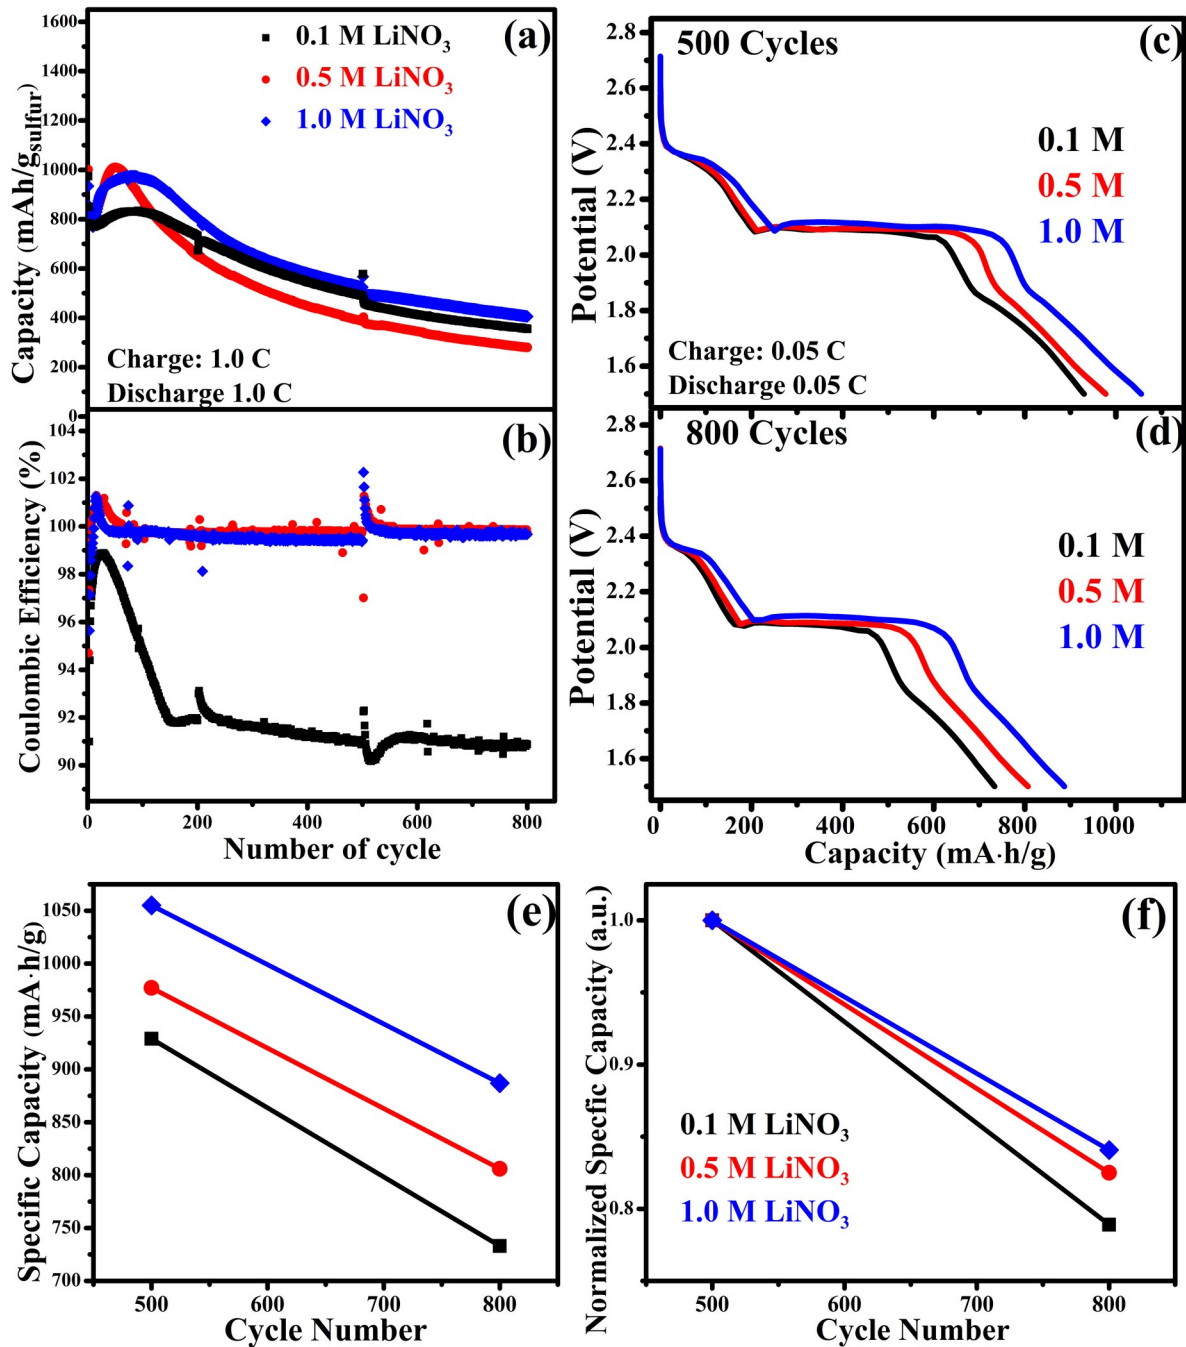 (a)
0.1 M LiNO₃
0.5 M LiNO₃
1.0 M LiNO₃
1600
1400
1200
1000
800
600
400
200
0
Capacity (mAh/g_sulfur)
Charge: 1.0 C
Discharge 1.0 C
(b)
104
102
100
98
96
94
92
90
Coulombic Efficiency (%)
0 200 400 600 800
Number of cycle
(c)
500 Cycles
0.1 M
0.5 M
1.0 M
2.8
2.4
2.0
1.6
Potential (V)
Charge: 0.05 C
Discharge 0.05 C
(d)
800 Cycles
0.1 M
0.5 M
1.0 M
2.8
2.4
2.0
1.6
Potential (V)
0 200 400 600 800 1000
Capacity (mA·h/g)
(e)
1050
1000
950
900
850
800
750
700
Specific Capacity (mA·h/g)
500 600 700 800
Cycle Number
(f)
1.0
0.9
0.8
Normalized Specfic Capacity (a.u.)
0.1 M LiNO₃
0.5 M LiNO₃
1.0 M LiNO₃
500 600 700 800
Cycle Number